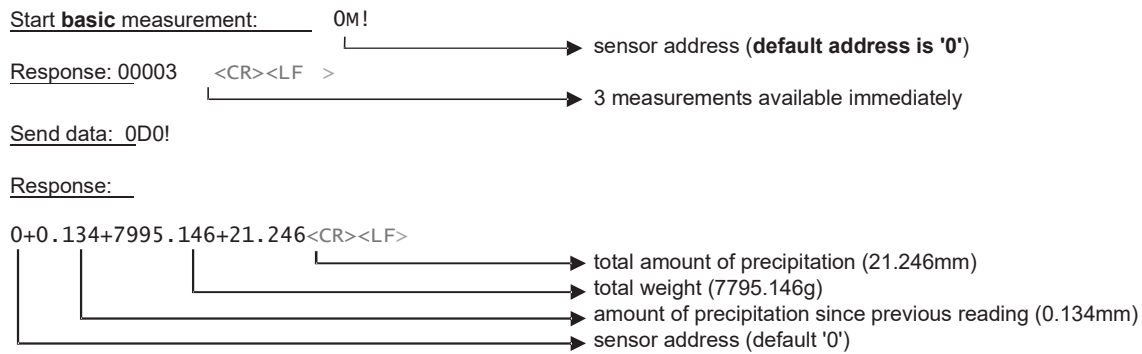 Start basic measurement: 0M!
sensor address (default address is '0')
Response: 00003 <CR><LF >
3 measurements available immediately
Send data: 0D0!
Response:
0+0.134+7995.146+21.246<CR><LF>
total amount of precipitation (21.246mm)
total weight (7795.146g)
amount of precipitation since previous reading (0.134mm)
sensor address (default '0')